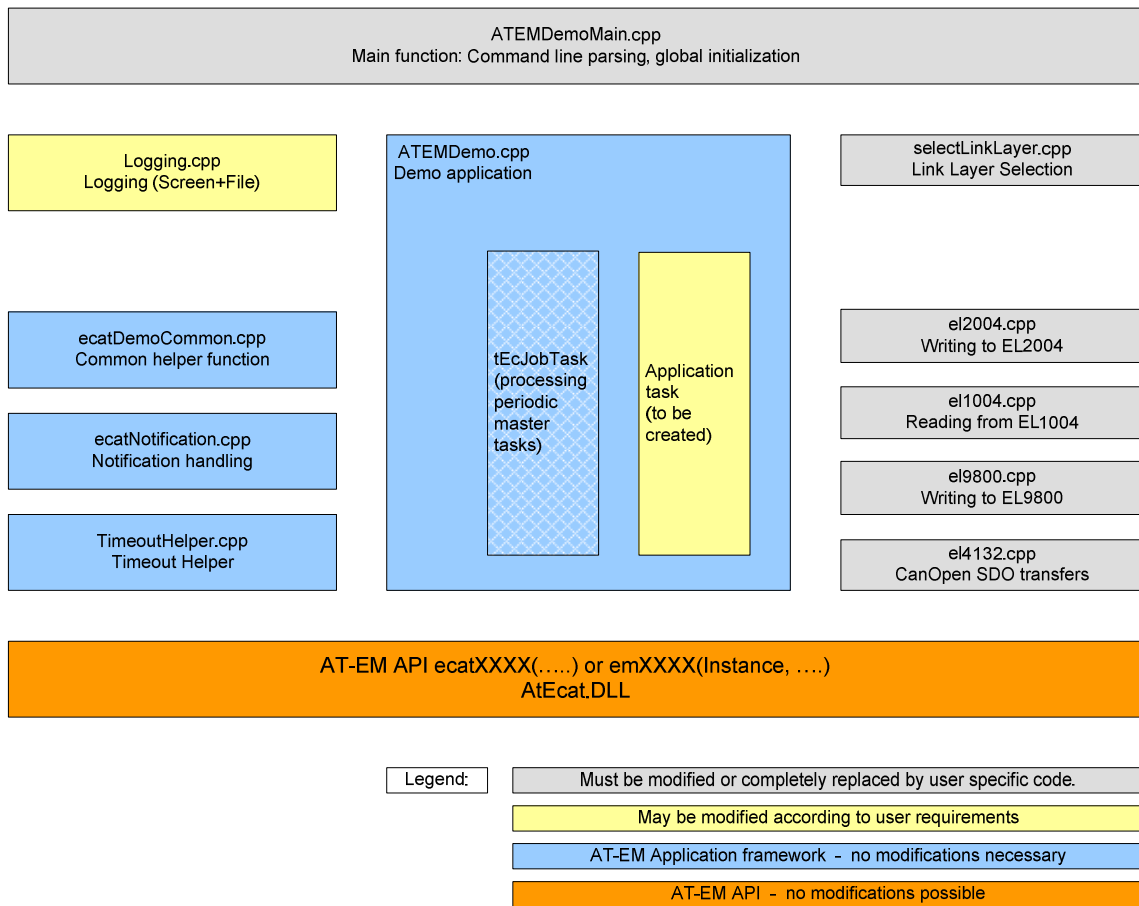 ATEMDemoMain.cpp
Main function: Command line parsing, global initialization
Logging.cpp
Logging (Screen+File)
ATEMDemo.cpp
Demo application
selectLinkLayer.cpp
Link Layer Selection
ecatDemoCommon.cpp
Common helper function
ecatNotification.cpp
Notification handling
TimeoutHelper.cpp
Timeout Helper
tEcJobTask
(processing
periodic
master
tasks)
Application
task
(to be
created)
el2004.cpp
Writing to EL2004
el1004.cpp
Reading from EL1004
el9800.cpp
Writing to EL9800
el4132.cpp
CanOpen SDO transfers
AT-EM API ecatXXXX(.....) or emXXXX(Instance, ....)
AtEcat.DLL
Legend:
Must be modified or completely replaced by user specific code.
May be modified according to user requirements
AT-EM Application framework - no modifications necessary
AT-EM API - no modifications possible